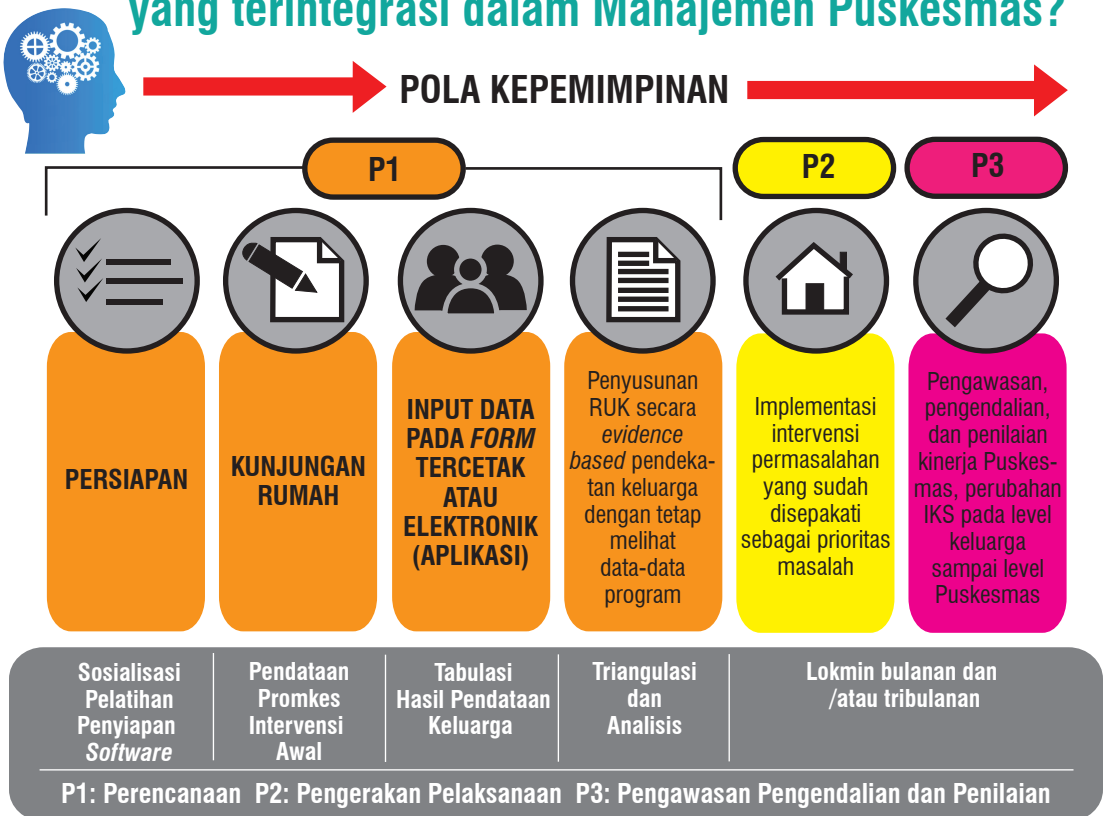 yang terintegrasi dalam Manajemen Puskesmas?
POLA KEPEMIMPINAN
P1
P2
P3
PERSIAPAN
KUNJUNGAN
RUMAH
INPUT DATA
PADA FORM
TERCETAK
ATAU
ELEKTRONIK
(APLIKASI)
Penyusunan
RUK secara
evidence
based pendeka-
tan keluarga
dengan tetap
melihat
data-data
program
Implementasi
intervensi
permasalahan
yang sudah
disepakati
sebagai prioritas
masalah
Pengawasan,
pengendalian,
dan penilaian
kinerja Puskes-
mas, perubahan
IKS pada level
keluarga
sampai level
Puskesmas
Sosialisasi
Pelatihan
Penyiapan
Software
Pendataan
Promkes
Intervensi
Awal
Tabulasi
Hasil Pendataan
Keluarga
Triangulasi
dan
Analisis
Lokmin bulanan dan
/atau tribulanan
P1: Perencanaan P2: Pengerakan Pelaksanaan P3: Pengawasan Pengendalian dan Penilaian